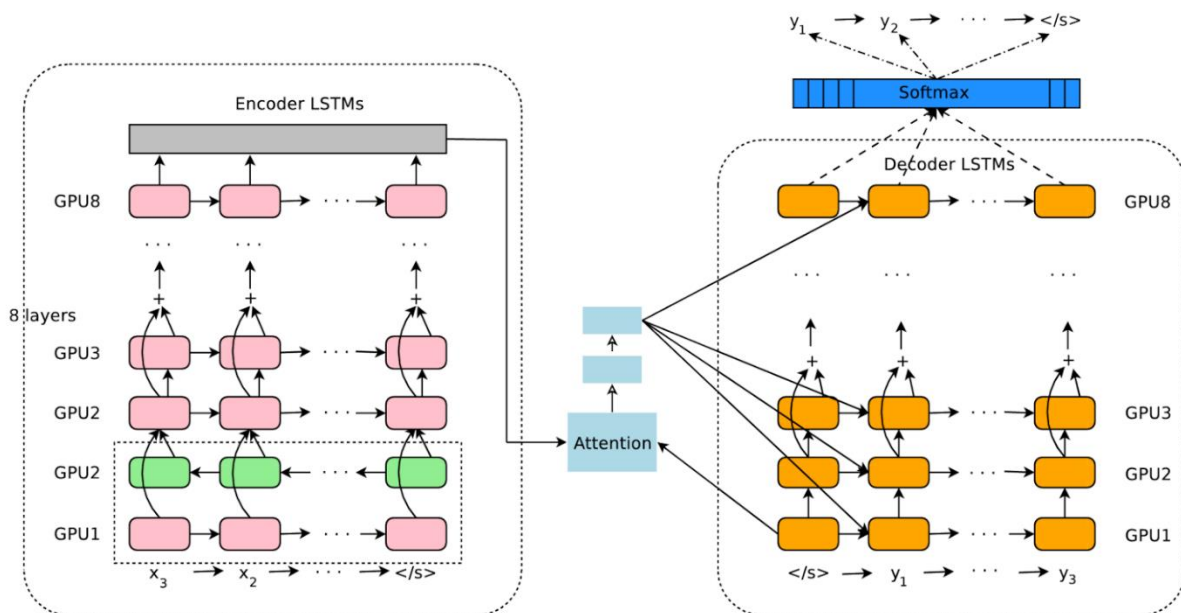 y1 y2 · · · </s>
Softmax
Encoder LSTMs
Decoder LSTMs
GPU8
GPU8
· · ·
· · ·
· · ·
· · ·
· · ·
+ + +
8 layers
GPU3
· · ·
GPU2
· · ·
GPU2
· · ·
GPU1
· · ·
x3 x2 · · · </s>
Attention
· · ·
· · ·
+ + +
GPU3
· · ·
GPU2
· · ·
GPU1
· · ·
</s> y1 · · · y3